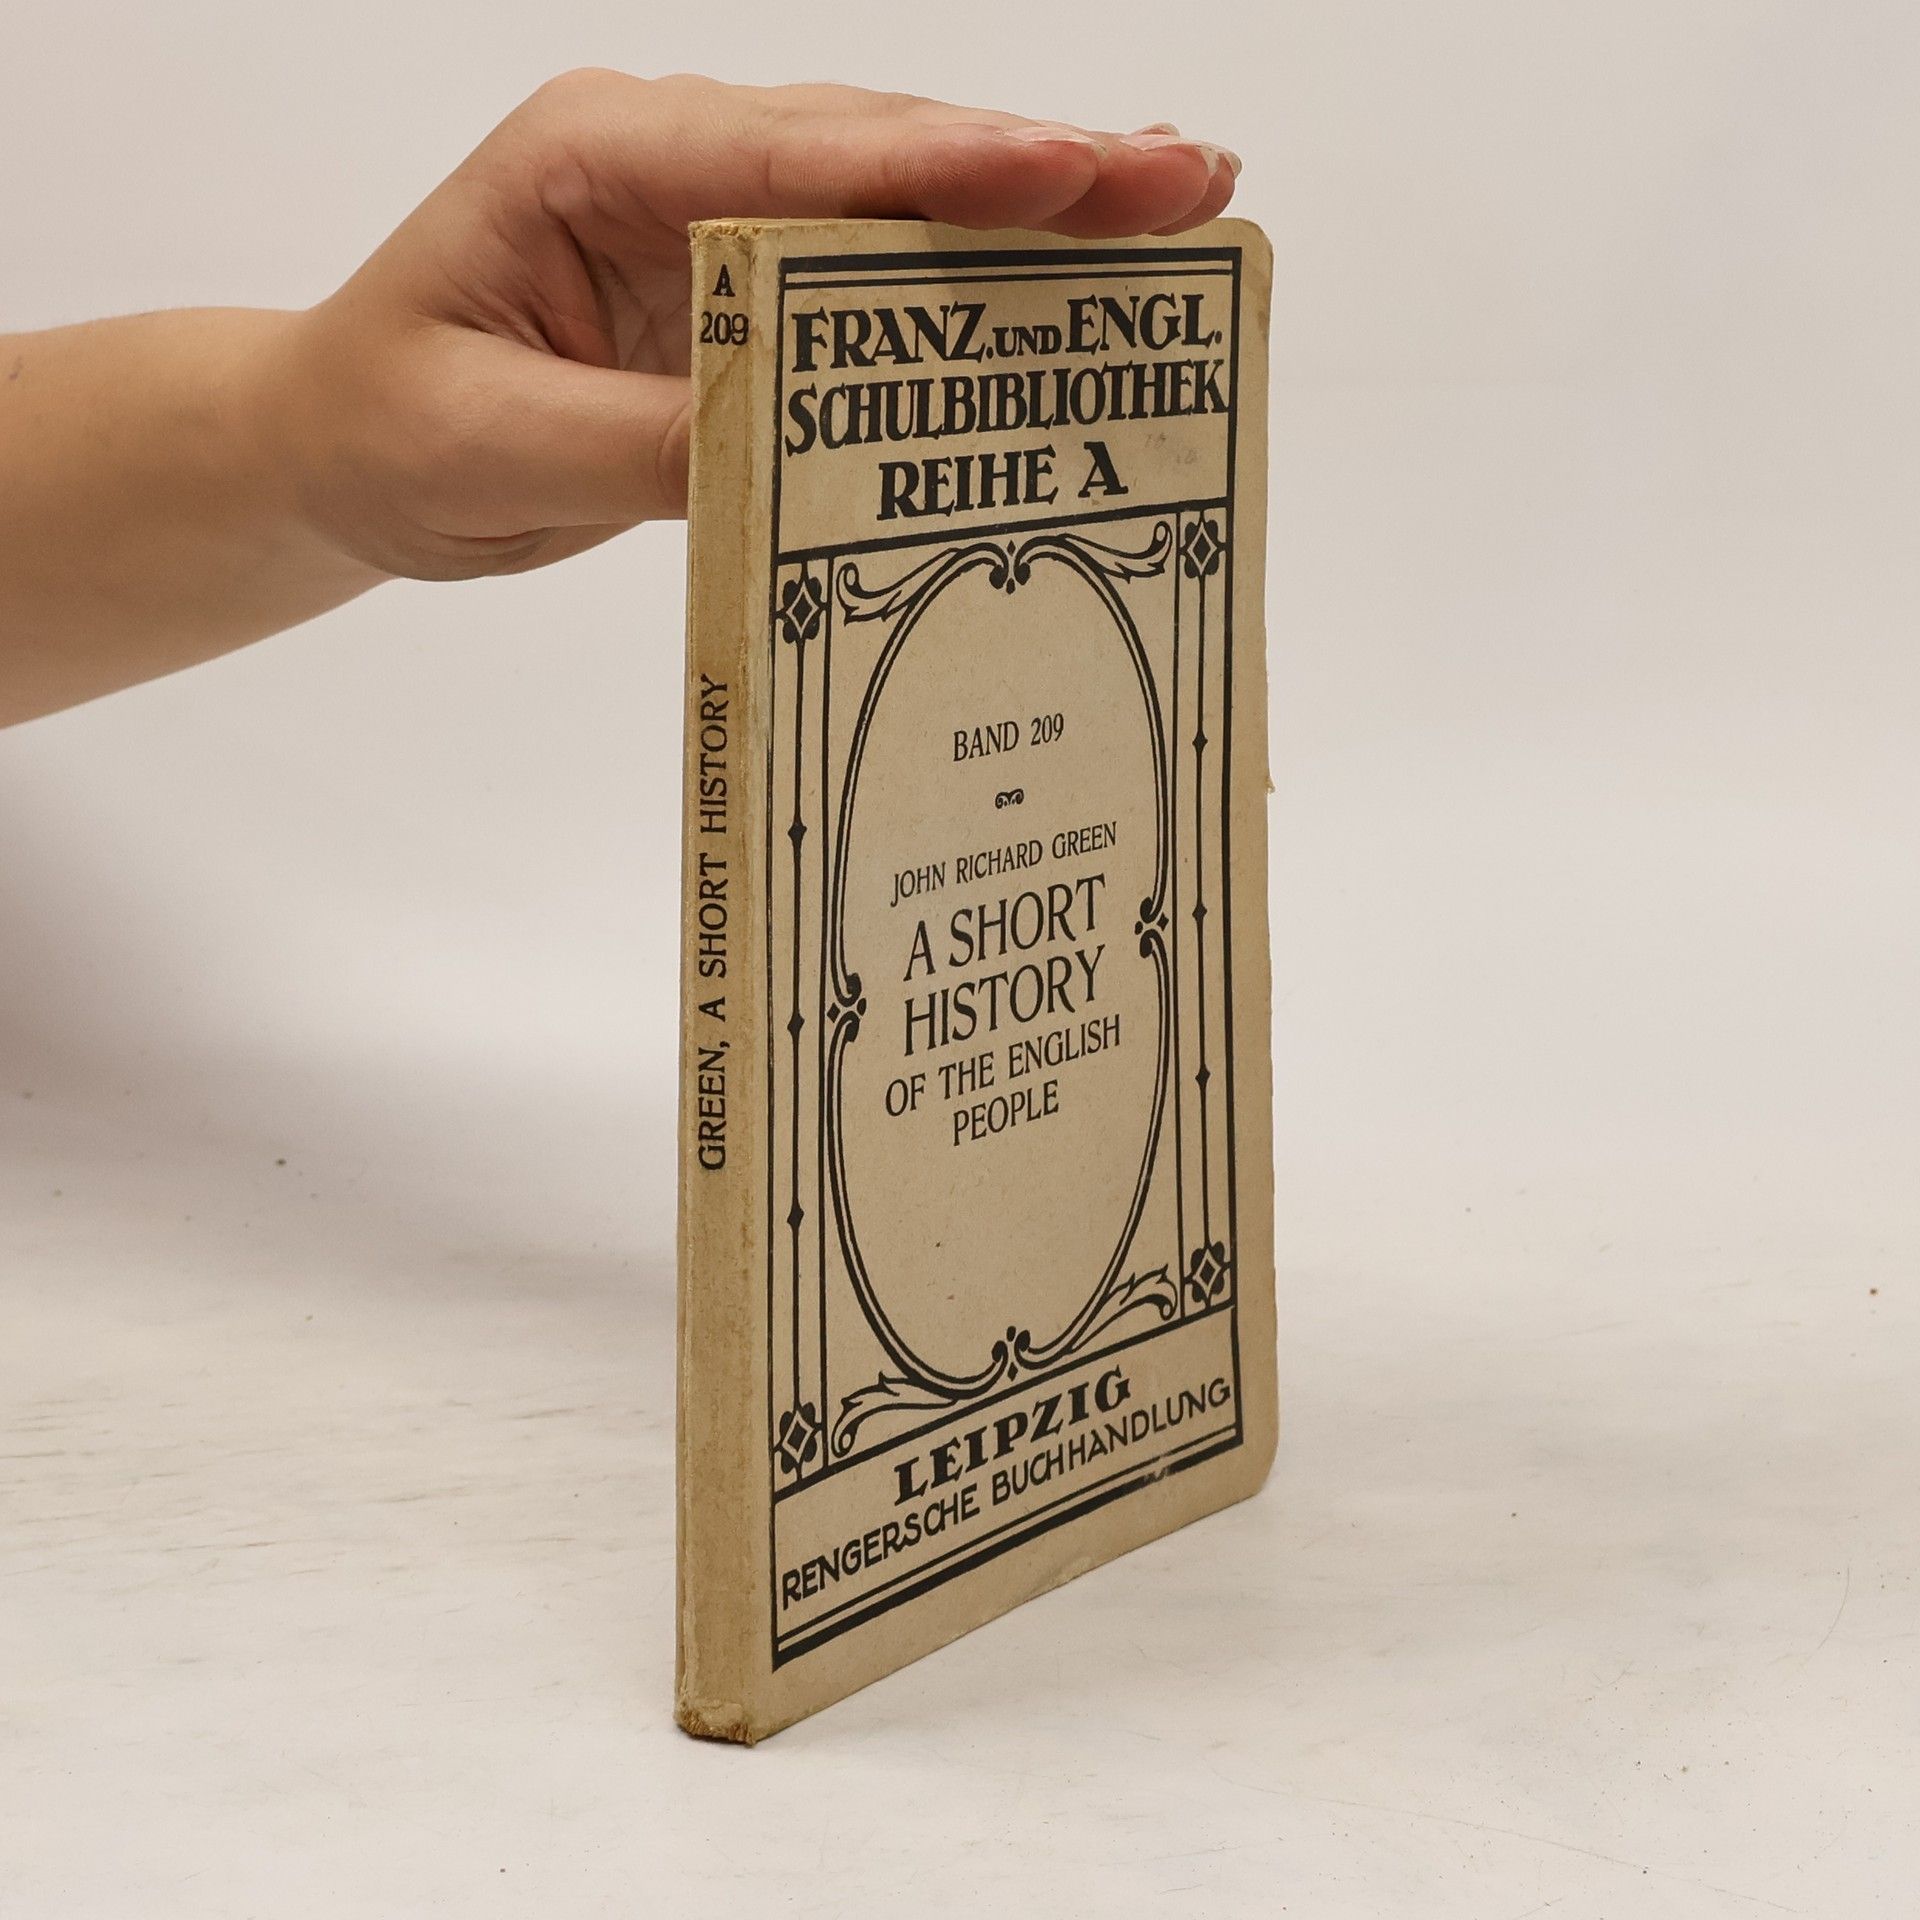 A
209
GREEN, A SHORT HISTORY
FRANZ. UND ENGL.
SCHULBIBLIOTHEK
REIHE A
BAND 209
JOHN RICHARD GREEN
A SHORT
HISTORY
OF THE ENGLISH
PEOPLE
LEIPZIG
RENGERSCHE BUCHHANDLUNG